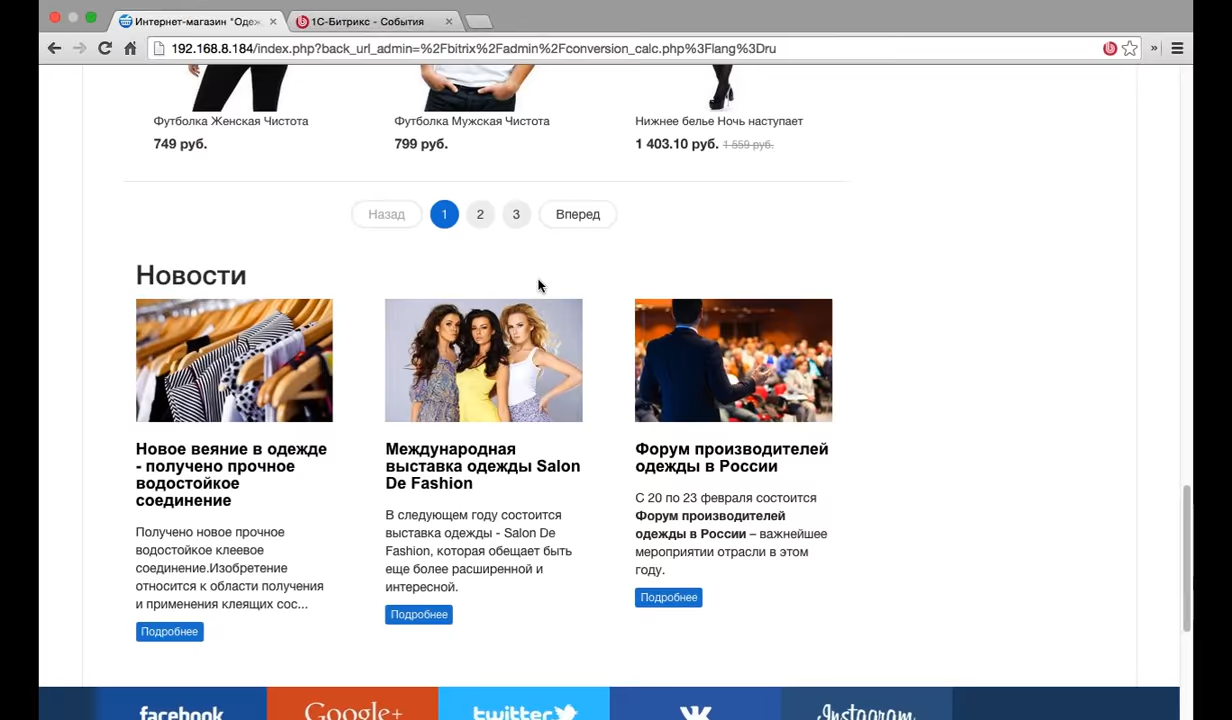 Интернет-магазин "Одеж
1С-Битрикс - События
192.168.8.184/index.php?back_url_admin=%2Fbitrix%2Fadmin%2Fconversion_calc.php%3Flang%3Dru
Футболка Женская Чистота
Футболка Мужская Чистота
Нижнее белье Ночь наступает
749 руб.
799 руб.
1 403.10 руб. 1 559 руб.
Назад 1 2 3 Вперед
Новости
Новое веяние в одежде
- получено прочное
водостойкое
соединение
Получено новое прочное
водостойкое клеевое
соединение.Изобретение
относится к области получения
и применения клеящих сос...
Подробнее
Международная
выставка одежды Salon
De Fashion
В следующем году состоится
выставка одежды - Salon De
Fashion, которая обещает быть
еще более расширенной и
интересной.
Подробнее
Форум производителей
одежды в России
С 20 по 23 февраля состоится
Форум производителей
одежды в России – важнейшее
мероприятии отрасли в этом
году.
Подробнее
facebook
Google+
twitter
VK
Instagram